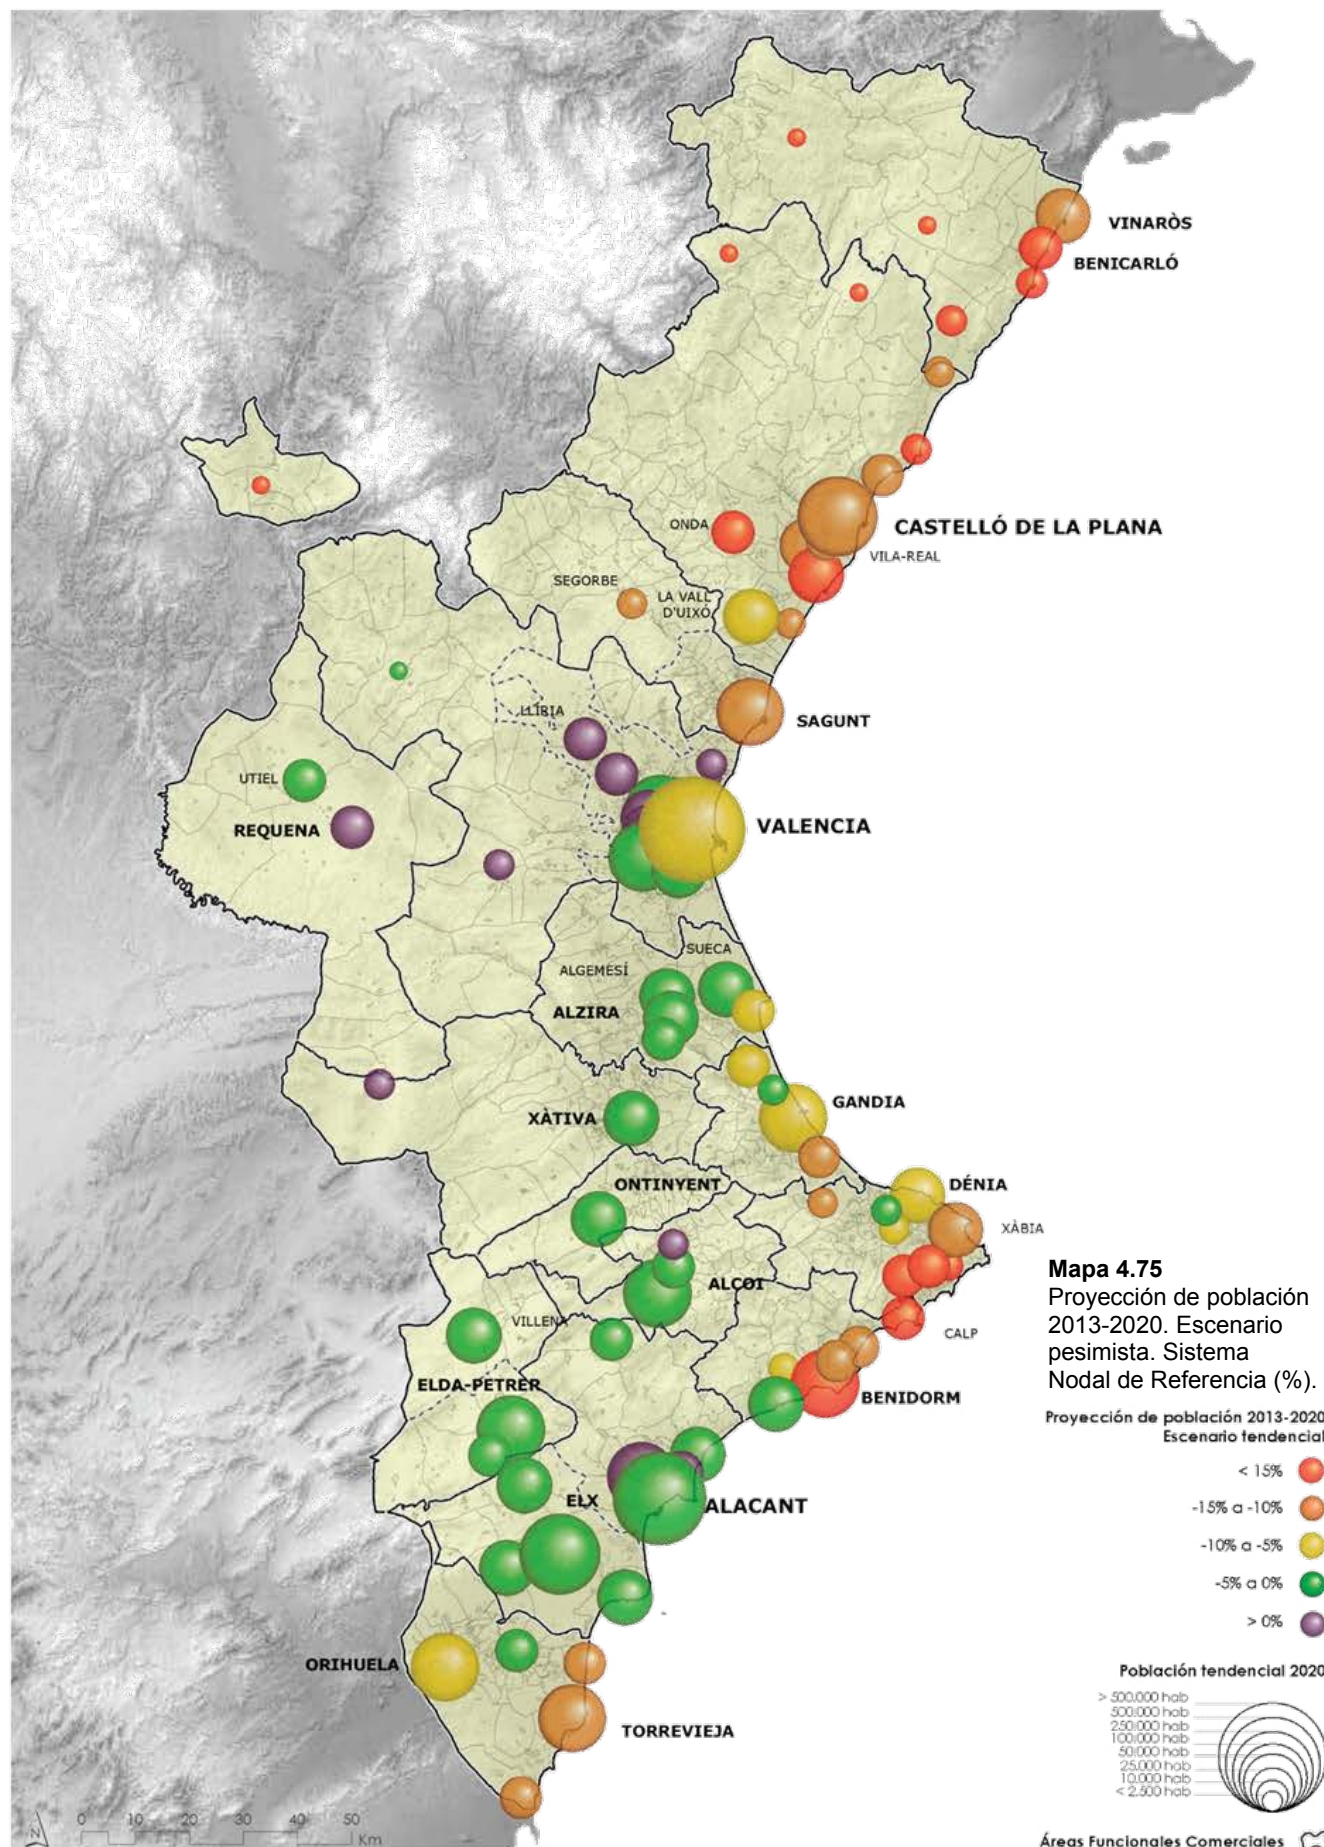 VINARÒS
BENICARLÓ
ONDA
CASTELLÓ DE LA PLANA
VILA-REAL
SEGORBE
LA VALL
D'UIXÓ
SAGUNT
LLÍRIA
UTIEL
REQUENA
VALENCIA
SUECA
ALGEMESÍ
ALZIRA
GANDIA
XÀTIVA
ONTINYENT
DÉNIA
XÀBIA
ALCOI
VILLENA
CALP
ELDA-PETRER
BENIDORM
ELX
ALACANT
ORIHUELA
TORREVIEJA
Mapa 4.75
Proyección de población
2013-2020. Escenario
pesimista. Sistema
Nodal de Referencia (%).
Proyección de población 2013-2020
Escenario tendencial
< 15%
-15% a -10%
-10% a -5%
-5% a 0%
> 0%
Población tendencial 2020
> 500.000 hab
500.000 hab
250.000 hab
100.000 hab
50.000 hab
25.000 hab
10.000 hab
< 2.500 hab
Áreas Funcionales Comerciales
N
0 10 20 30 40 50
Km